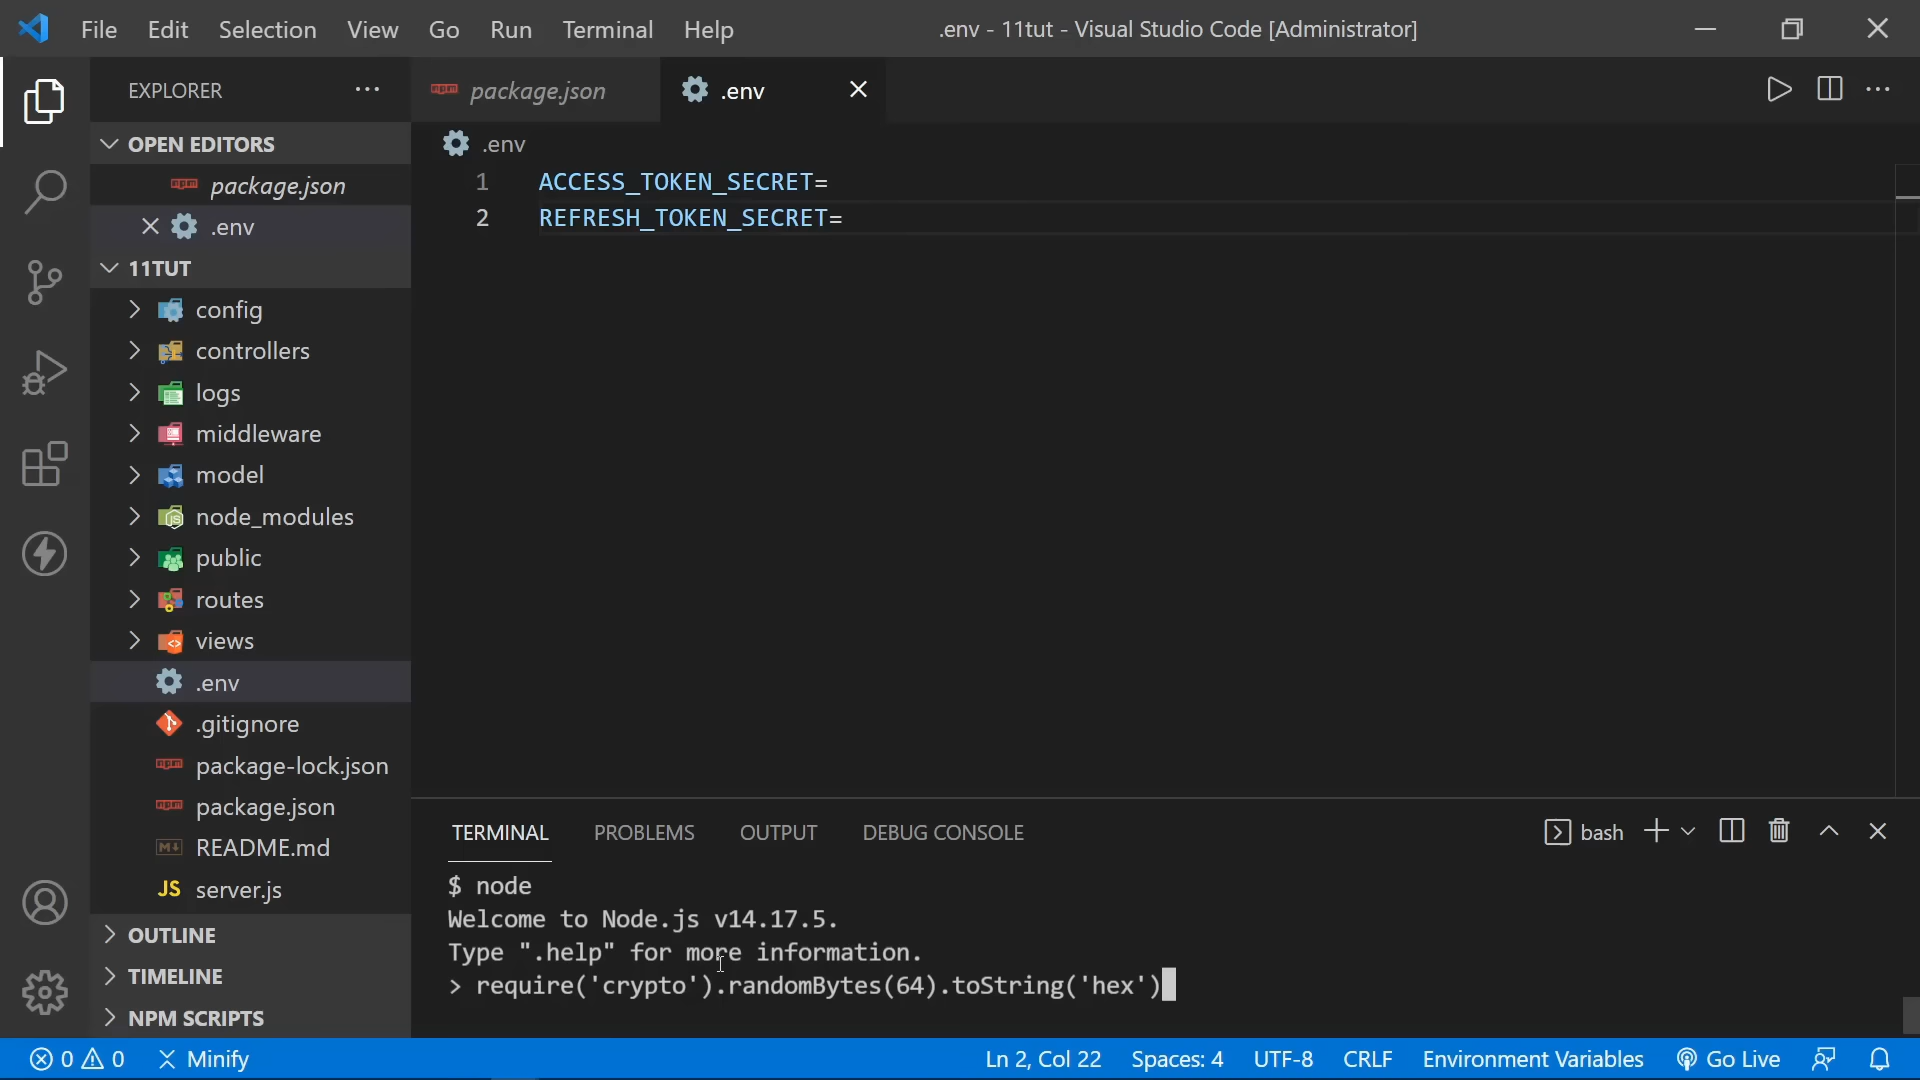 File Edit Selection View Go Run Terminal Help .env - 11tut - Visual Studio Code [Administrator]
EXPLORER
package.json .env
OPEN EDITORS
package.json
.env
11TUT
config
controllers
logs
middleware
model
node_modules
public
routes
views
.env
.gitignore
package-lock.json
package.json
README.md
JS server.js
OUTLINE
TIMELINE
NPM SCRIPTS
.env
1 ACCESS_TOKEN_SECRET=
2 REFRESH_TOKEN_SECRET=
TERMINAL PROBLEMS OUTPUT DEBUG CONSOLE bash
$ node
Welcome to Node.js v14.17.5.
Type ".help" for more information.
> require('crypto').randomBytes(64).toString('hex')
0 0 Minify Ln 2, Col 22 Spaces: 4 UTF-8 CRLF Environment Variables Go Live